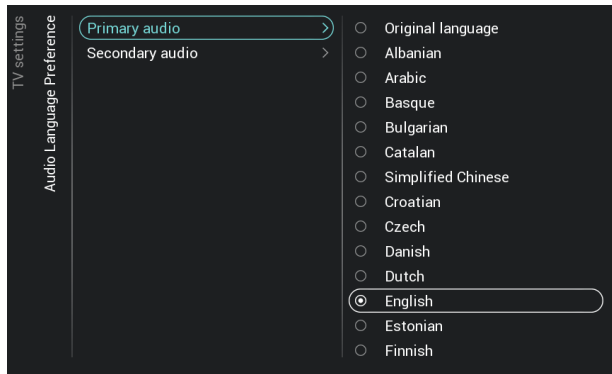 TV settings
Audio Language Preference
Primary audio
Secondary audio
Original language
Albanian
Arabic
Basque
Bulgarian
Catalan
Simplified Chinese
Croatian
Czech
Danish
Dutch
English
Estonian
Finnish